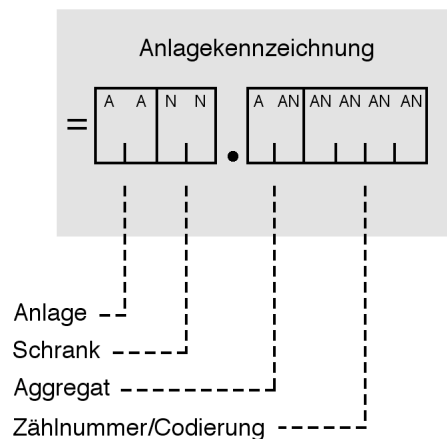 Anlagekennzeichnung
A A N N A AN AN AN AN AN
= .
Anlage
Schrank
Aggregat
Zählnummer/Codierung